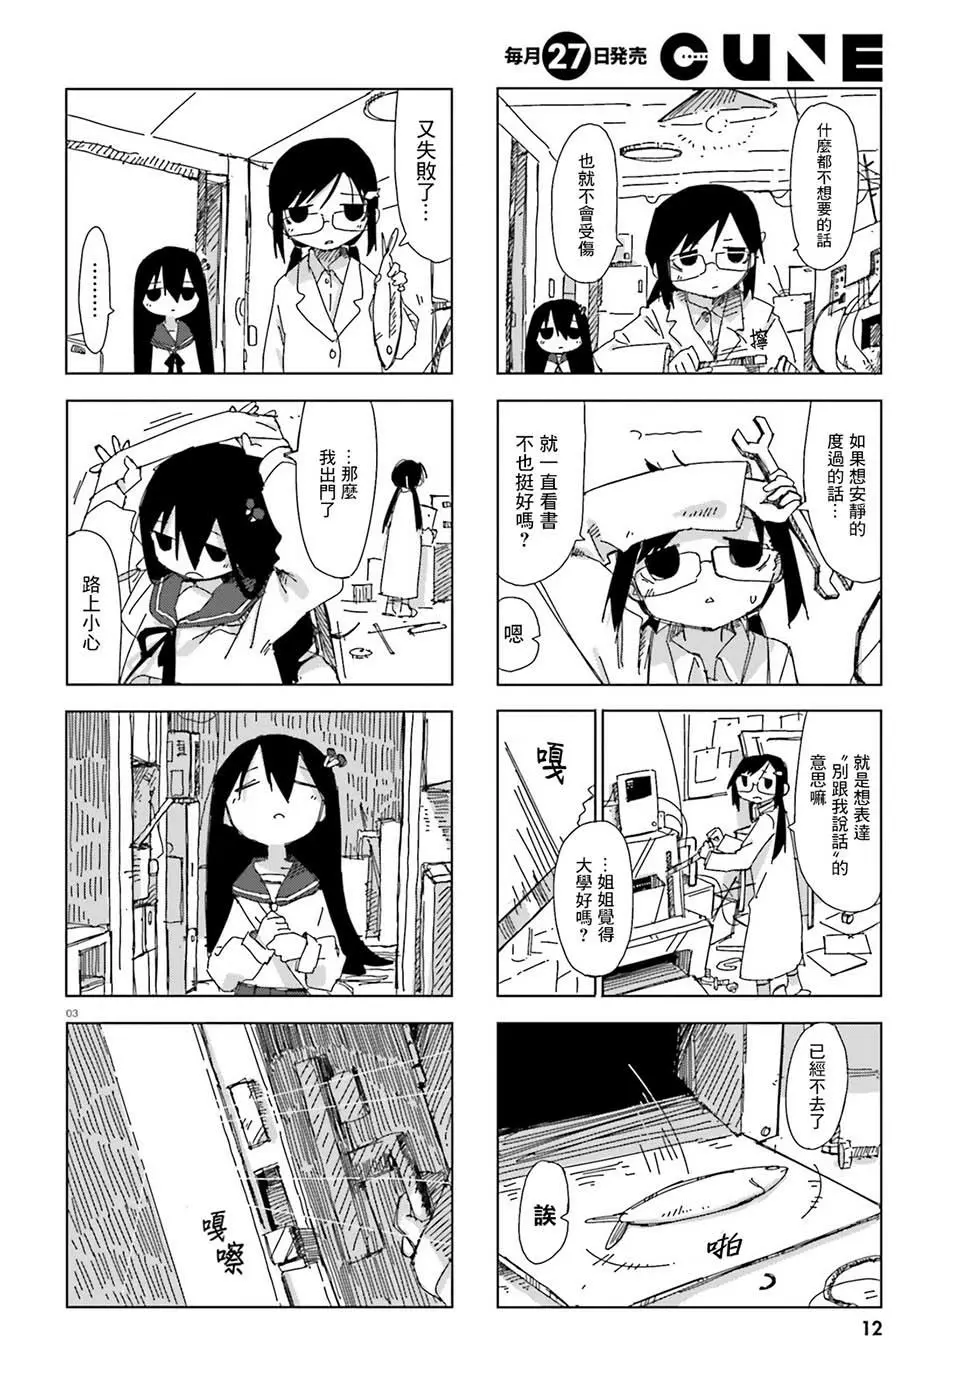 毎月27日発売 COMIC CUNE
什麼都不想要的話
也就不會受傷
擰
如果想安靜的
度過的話…
就一直看書
不也挺好嗎？
嗯
就是想表達
“別跟我說話”的
意思嘛
…姐姐覺得
大學好嗎？
嘎
已經不去了
誒
啪
又失敗了…
………
…那麼
我出門了
路上小心
03
嘎嚓
12